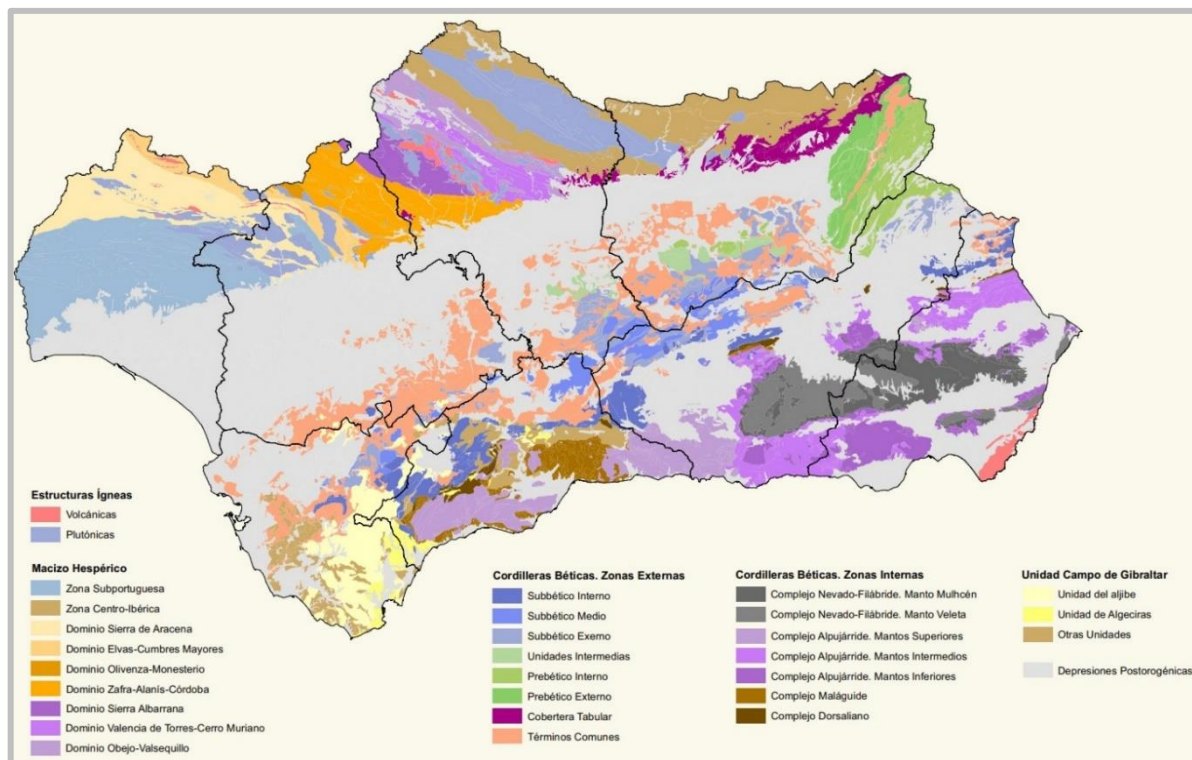 Estructuras Ígneas
Volcánicas
Plutónicas
Macizo Hespérico
Zona Subportuguesa
Zona Centro-Ibérica
Dominio Sierra de Aracena
Dominio Elvas-Cumbres Mayores
Dominio Olivenza-Monesterio
Dominio Zafra-Alanís-Córdoba
Dominio Sierra Albarrana
Dominio Valencia de Torres-Cerro Muriano
Dominio Obejo-Valsequillo
Cordilleras Béticas. Zonas Externas
Subbético Interno
Subbético Medio
Subbético Exerno
Unidades Intermedias
Prebético Interno
Prebético Externo
Cobertera Tabular
Términos Comunes
Cordilleras Béticas. Zonas Internas
Complejo Nevado-Filábride. Manto Mulhcén
Complejo Nevado-Filábride. Manto Veleta
Complejo Alpujárride. Mantos Superiores
Complejo Alpujárride. Mantos Intermedios
Complejo Alpujárride. Mantos Inferiores
Complejo Maláguide
Complejo Dorsaliano
Unidad Campo de Gibraltar
Unidad del aljibe
Unidad de Algeciras
Otras Unidades
Depresiones Postorogénicas